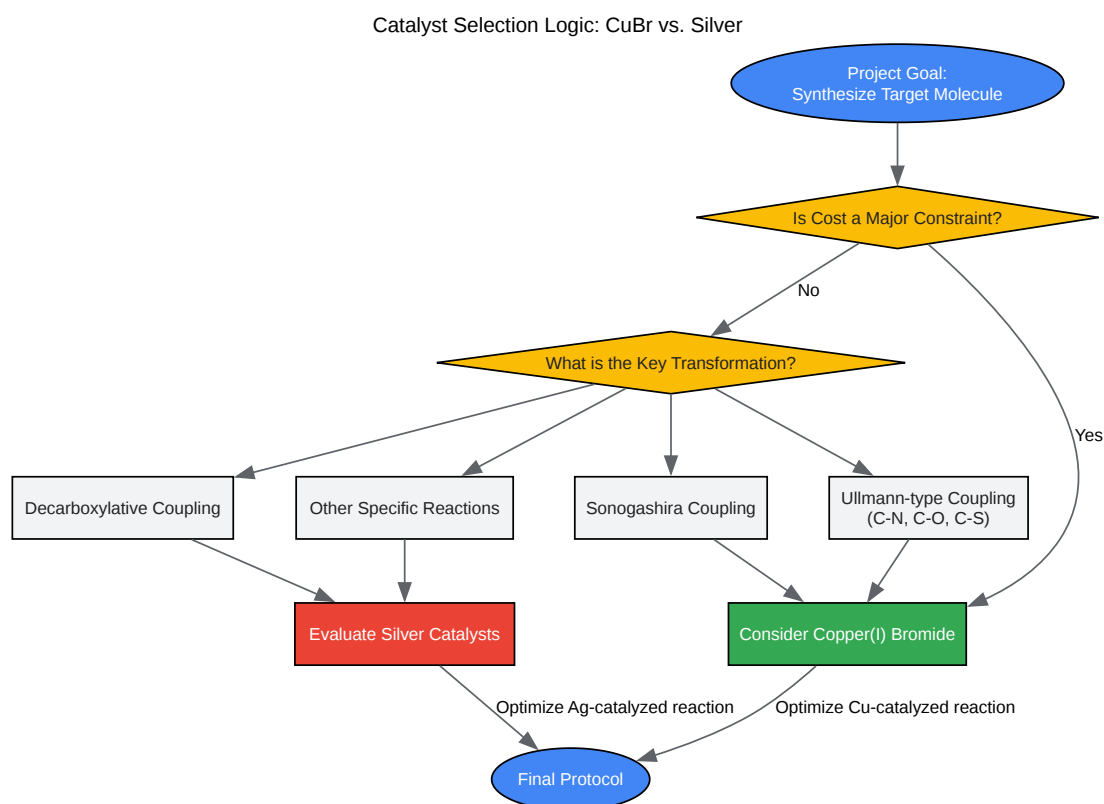 Catalyst Selection Logic: CuBr vs. Silver
Project Goal:
Synthesize Target Molecule
Is Cost a Major Constraint?
No
What is the Key Transformation?
Yes
Decarboxylative Coupling
Other Specific Reactions
Sonogashira Coupling
Ullmann-type Coupling
(C-N, C-O, C-S)
Evaluate Silver Catalysts
Consider Copper(I) Bromide
Optimize Ag-catalyzed reaction
Optimize Cu-catalyzed reaction
Final Protocol